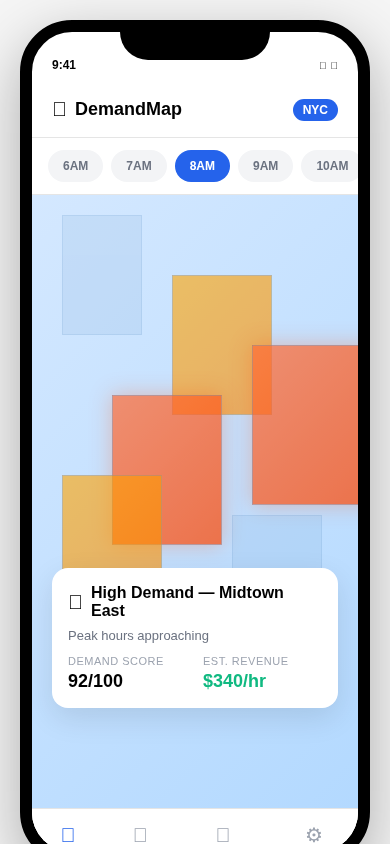 9:41
DemandMap
NYC
6AM
7AM
8AM
9AM
10AM
High Demand — Midtown
East
Peak hours approaching
DEMAND SCORE
EST. REVENUE
92/100
$340/hr